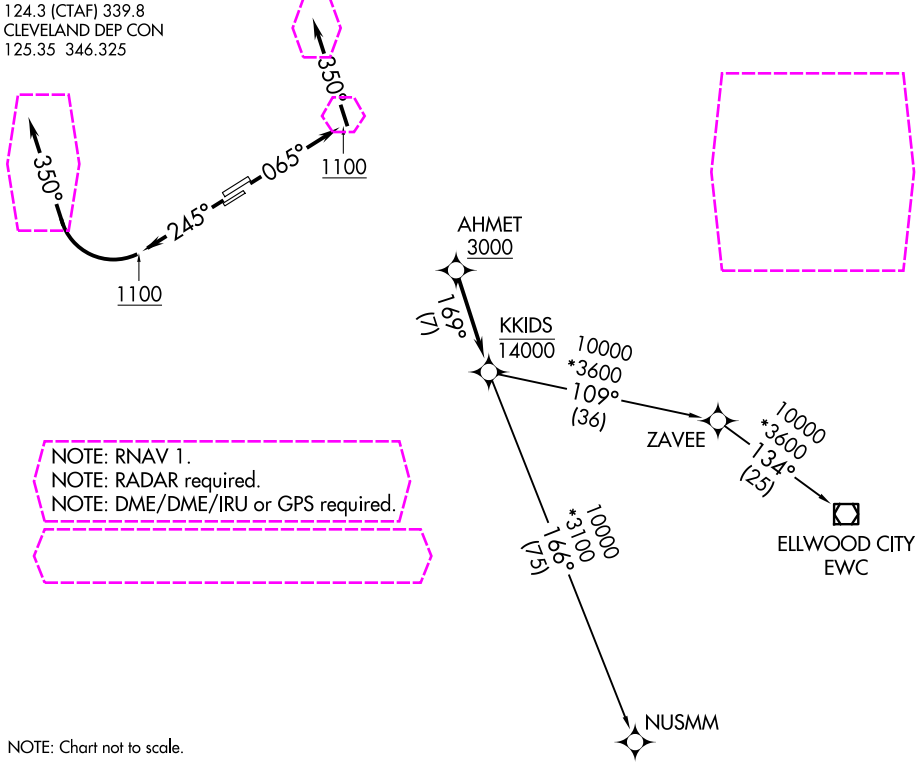 124.3 (CTAF) 339.8
CLEVELAND DEP CON
125.35 346.325
350°
350°
065°
245°
1100
1100
AHMET
3000
169°
(7)
KKIDS
14000
10000
*3600
109°
(36)
ZAVEE
10000
*3600
134°
(25)
ELLWOOD CITY
EWC
10000
*3100
166°
(75)
NUSMM
NOTE: RNAV 1.
NOTE: RADAR required.
NOTE: DME/DME/IRU or GPS required.
NOTE: Chart not to scale.